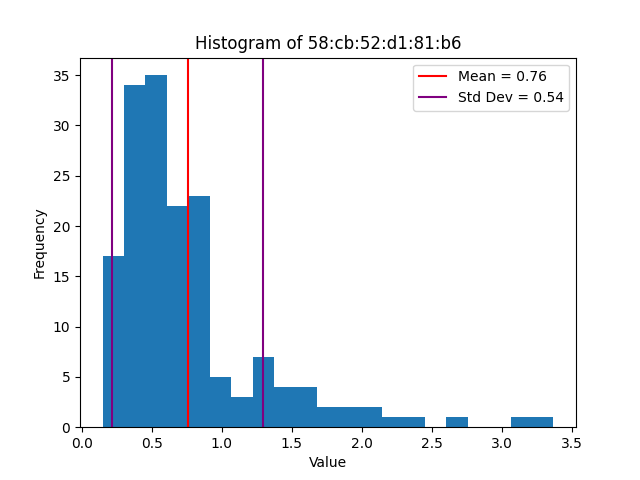 Histogram of 58:cb:52:d1:81:b6
Mean = 0.76
Std Dev = 0.54
35
30
25
20
15
10
5
0
Frequency
0.0 0.5 1.0 1.5 2.0 2.5 3.0 3.5
Value